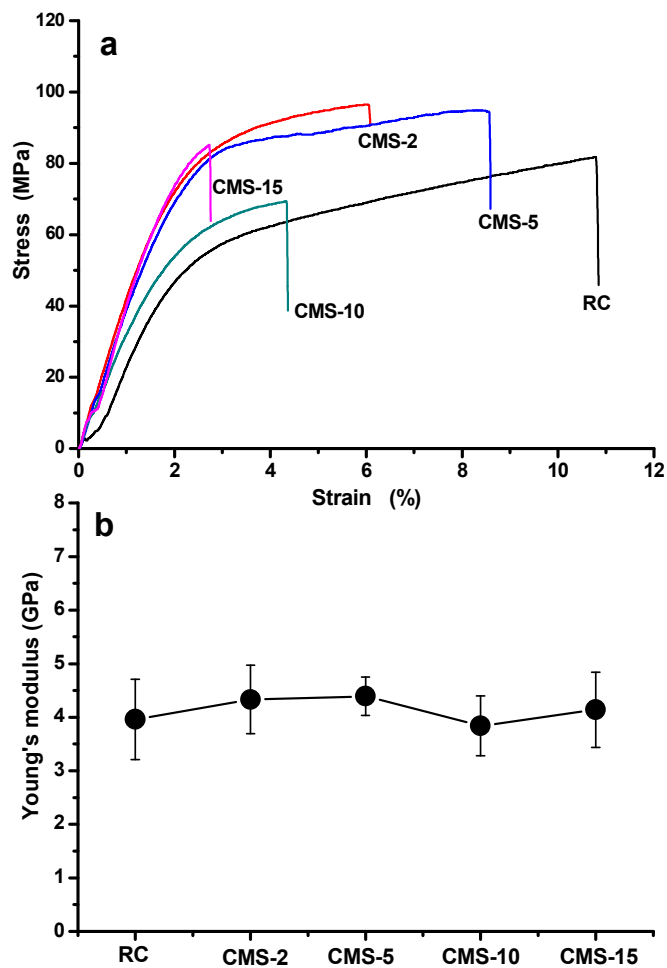 a
120
100
80
60
40
20
0
Stress (MPa)
CMS-2
CMS-15
CMS-5
CMS-10
RC
0 2 4 6 8 10 12
Strain (%)
b
8
7
6
5
4
3
2
1
0
Young's modulus (GPa)
RC CMS-2 CMS-5 CMS-10 CMS-15